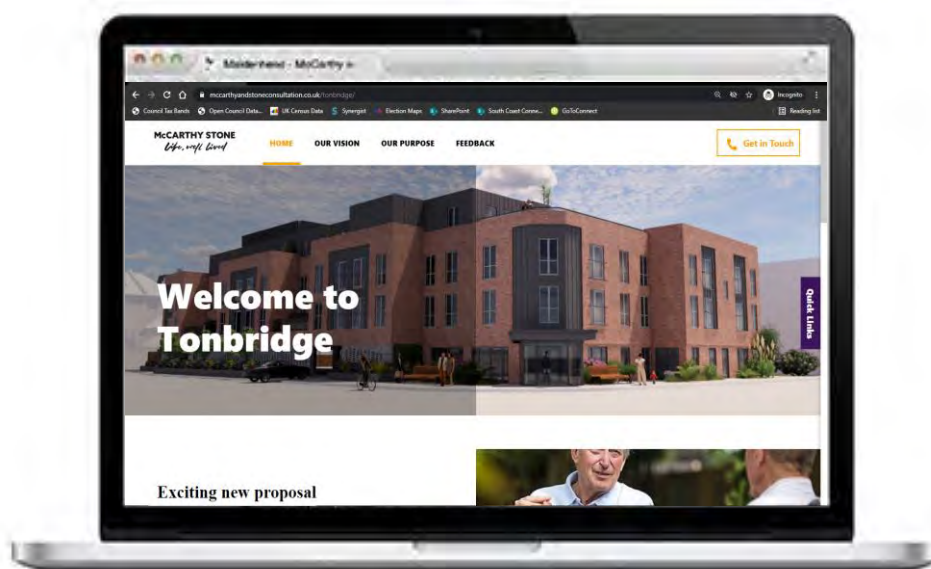 Maidenhead - McCarthy
mccarthyandstoneconsultation.co.uk/tonbridge/
Incognito
Council Tax Bands
Open Council Data...
UK Census Data
Synergist
Election Maps
SharePoint
South Coast Conne...
GoToConnect
Reading list
McCARTHY STONE
Life, well lived
HOME
OUR VISION
OUR PURPOSE
FEEDBACK
Get in Touch
Welcome to
Tonbridge
Quick Links
Exciting new proposal